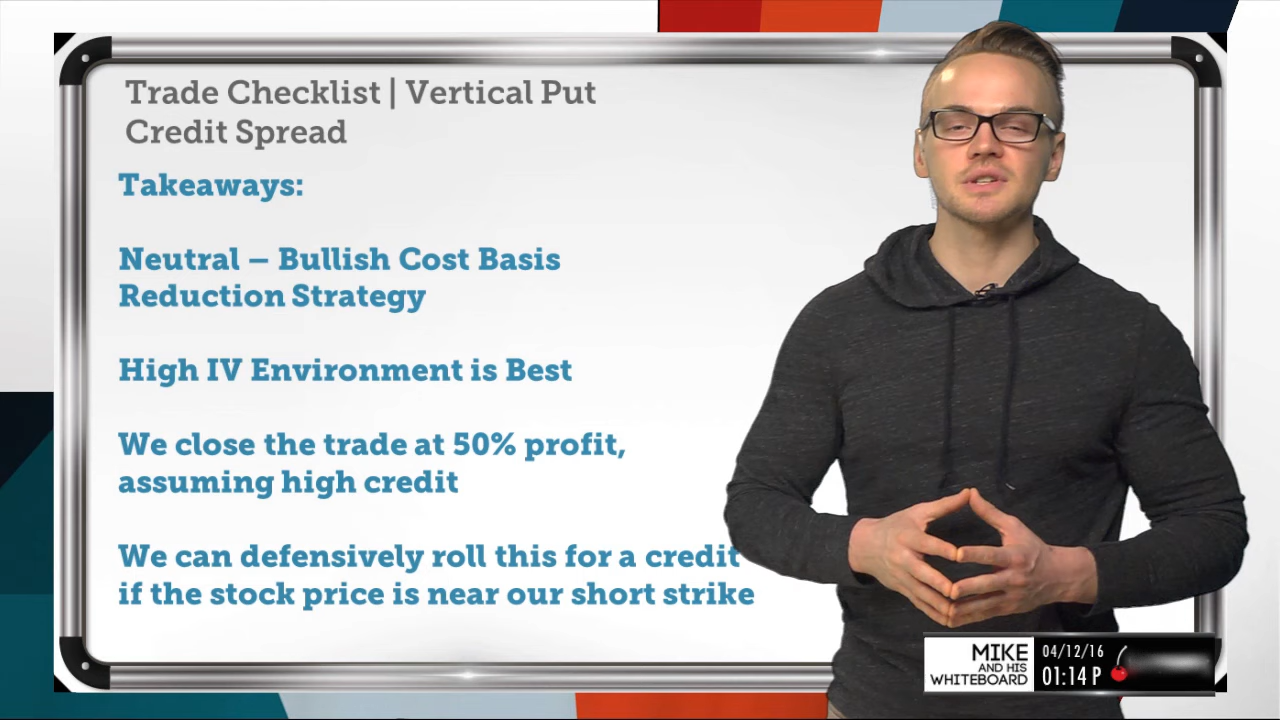 Trade Checklist | Vertical Put
Credit Spread
Takeaways:
Neutral – Bullish Cost Basis
Reduction Strategy
High IV Environment is Best
We close the trade at 50% profit,
assuming high credit
We can defensively roll this for a credit
if the stock price is near our short strike
MIKE
AND HIS
WHITEBOARD
04/12/16
01:14 P